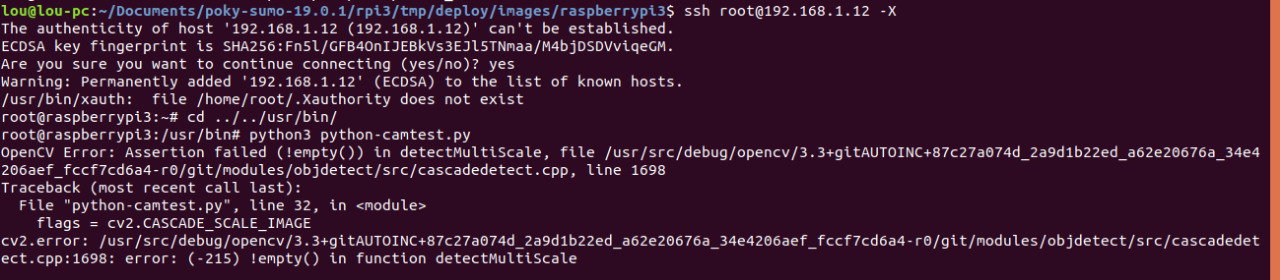 lou@lou-pc:~/Documents/poky-sumo-19.0.1/rpi3/tmp/deploy/images/raspberrypi3$ ssh root@192.168.1.12 -X
The authenticity of host '192.168.1.12 (192.168.1.12)' can't be established.
ECDSA key fingerprint is SHA256:Fn5l/GFB4OnIJEBkVs3EJl5TNmaa/M4bjDSDVviqeGM.
Are you sure you want to continue connecting (yes/no)? yes
Warning: Permanently added '192.168.1.12' (ECDSA) to the list of known hosts.
/usr/bin/xauth:  file /home/root/.Xauthority does not exist
root@raspberrypi3:~# cd ../../usr/bin/
root@raspberrypi3:/usr/bin# python3 python-camtest.py
OpenCV Error: Assertion failed (!empty()) in detectMultiScale, file /usr/src/debug/opencv/3.3+gitAUTOINC+87c27a074d_2a9d1b22ed_a62e20676a_34e4
206aef_fccf7cd6a4-r0/git/modules/objdetect/src/cascadedetect.cpp, line 1698
Traceback (most recent call last):
  File "python-camtest.py", line 32, in <module>
    flags = cv2.CASCADE_SCALE_IMAGE
cv2.error: /usr/src/debug/opencv/3.3+gitAUTOINC+87c27a074d_2a9d1b22ed_a62e20676a_34e4206aef_fccf7cd6a4-r0/git/modules/objdetect/src/cascadedet
ect.cpp:1698: error: (-215) !empty() in function detectMultiScale